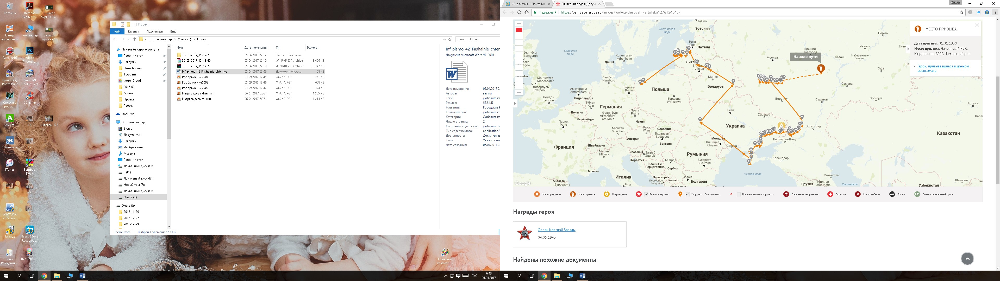 Корзина
Acrobat
Reader DC
Снимок
экрана 20...
Центр
управления
Компьютер
Снимок
экрана 20...
Nero 2016
Adobe
Photosh...
Epson Easy
Photo Print
Canon MF
Toolbox 4.9
Средство
просмот...
CCleaner
Амиго
14
награды 122
ВКонтакте
17
iTunes
Bamboo
Dock
13
24
SAMSUNG
PC Share...
46
Recuva
EaseUS Data
Recovery ...
Дни
Рождения ...
872d8918c...
Обучение
грамоте. ...
Проект
Файл
Главная
Поделиться
Вид
Этот компьютер
Ольга (J:)
Проект
Поиск: Проект
Панель быстрого доступа
Рабочий стол
Загрузки
Фото Айфон
ТОррент
Фото iCloud
2016-02
Мечта
Проект
Работа
OneDrive
Этот компьютер
Видео
Документы
Загрузки
Изображения
Музыка
Рабочий стол
Локальный диск (C:)
F (D:)
Локальный диск (E:)
Новый том (F:)
Локальный диск (G:)
Ольга (J:)
Ольга (J:)
2016-11-29
2016-12-27
2016-12-29
Имя Дата изменения Тип Размер
30-03-2017_15-55-27 05.04.2017 22:12 Папка с файлами
30-03-2017_15-48-49 05.04.2017 22:10 WinRAR ZIP archive 8 496 КБ
30-03-2017_15-55-27 05.04.2017 22:10 WinRAR ZIP archive 10 342 КБ
Inf_pismo_42_Pashalnie_chteniya 05.04.2017 22:09 Документ Micros... 58 КБ
Изображение0007 03.09.2012 12:45 Файл "JPG" 761 КБ
Изображение0008 03.09.2012 12:46 Файл "JPG" 658 КБ
Изображение0009 03.09.2012 12:47 Файл "JPG" 374 КБ
Награда деда Игнатия 06.04.2017 6:36 Файл "JPG" 1 255 КБ
Награда деда Миши 06.04.2017 6:37 Файл "JPG" 1 214 КБ
Inf_pismo_42_Pashalnie_chten
Документ Microsoft Word 97–2003
Дата изменения: 05.04.2017 22
Авторы: savina
Теги: Добавьте кл
Размер: 57,5 КБ
Название: Городские Р
Комментарии: Добавьте ко
Категории: Добавьте ка
Число страниц: 2
Состояние содержим... Добавьте те
Тип содержимого: application/
Доступность: Доступен ав
Тема: Укажите тем
Дата создания: 05.04.2017 22
Элементов: 9 Выбран 1 элемент: 57,5 КБ
РУС
6:43
06.04.2017
<Без темы> - Почта Ma
Память народа :: Докум
Ольга
Надежный
https://pamyat-naroda.ru/heroes/podvig-chelovek_kartoteka1276124846/
МЕСТО ПРИЗЫВА
Дата призыва: 01.01.1939
Место призыва: Чамзинский РВК,
Мордовская АССР, Чамзинский р-н
Герои, призывавшиеся в данном
военкомате
Начало пути
Tallinn
Эстония
Балтийское
море
Рига
Rīga
Латвия
Северное
море
Эдинбург
Edinburgh
Копенгаген
København
Дания
Литв
Vilnius
Минск
Москва
Нижний
Новгород
Казань
Набережные
Челны
Ижевск
Пермь
Уфа
Самара
Манчестер
Manchester
Ливерпуль
Liverpool
Гамбург
Hamburg
Амстердам
Amsterdam
Берлин
Berlin
Польша
Беларусь
Лондон
London
Нидерланды
Варшава
Warszawa
Кёльн
Köln
Германия
Воронеж
Саратов
Оренбург
Астана
Бельгия
Франкфурт
Frankfurt
am Main
Прага
Praha
Киев
Люксембург
Харьков
Чехия
Париж
Paris
Вена
Wien
Словакия
Украина
Волгоград
Казахстан
Мюнхен
München
Будапешт
Budapest
Австрия
Молдова
Ростов-на-Дону
Венгрия
Кишинёв
Chișinău
Одесса
Франция
Швейцария
Милан
Milano
Словения
Загреб
Zagreb
Румыния
Хорватия
Белград
Beograd
Бухарест
București
Краснодар
Босния и
Герцеговина
Сербия
Монако
Чёрное море
Италия
Черногория
Подгорица
Podgorica
Косово
София
Болгария
Андорра
Барселона
Barcelona
Рим
Махачкала
Тбилиси
Грузия
Каспийское
Узбекистан
Шымкент
Google
Место рождения
Место призыва
Награждение
Боевая операция
Координаты боевого пути
Дополнительные координаты
Первичное захоронение
Госпиталь
Место выбытия
Лагерь
Военно-пересыльный пункт
Награды героя
Орден Красной Звезды
04.05.1943
Найдены похожие документы